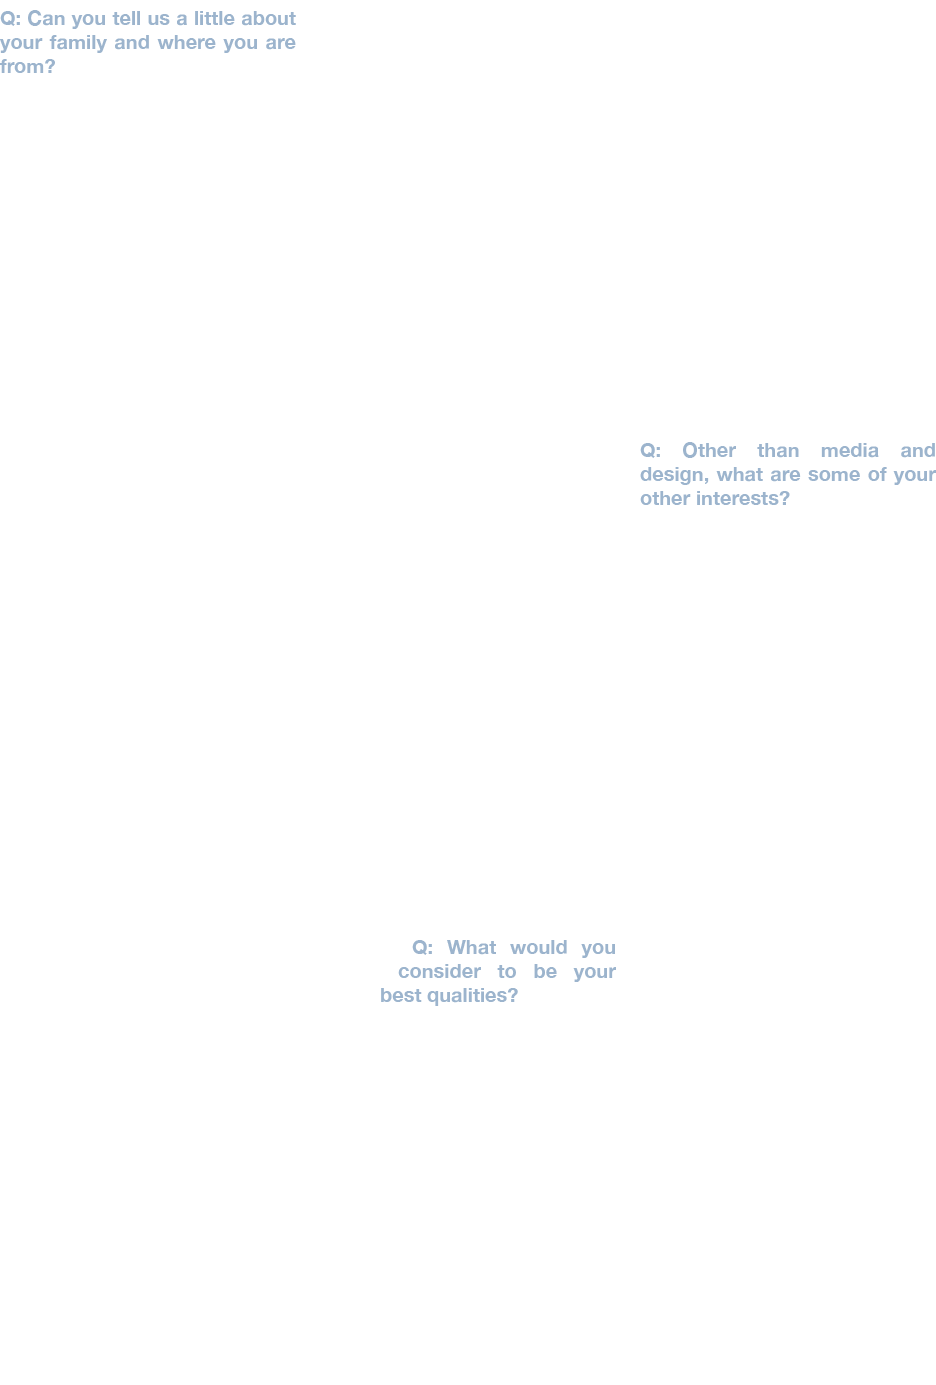 Q: Can you tell us a little about
your family and where you are
from?
Q: What would you
consider to be your
best qualities?
Q: Other than media and
design, what are some of your
other interests?